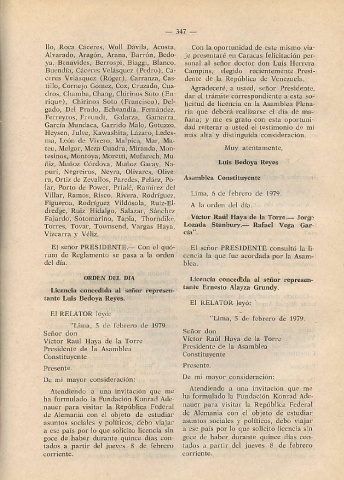 — 347 —
llo, Roca Cáceres, Woll Dávila, Acosta,
Alvarado, Aragón, Arana, Barrón, Bedo-
ya, Benavides, Berrospi, Biaggi, Blanco,
Buendía, Cáceres Velásquez (Pedro), Cá-
ceres Velásquez (Róger), Carranza, Cas-
tillo, Cornejo Gómez, Cox, Cruzado, Cua-
dros, Chumbe, Chang, Chirinos Soto (En-
rique), Chirinos Soto (Francisco), Del-
gado, Del Prado, Echeandía, Fernández,
Ferreyros, Freundt, Galarza, Gamarra,
García Mundaca, Garrido Malo, Gotuzzo,
Heysen, Julve, Kawashita, Lázaro, Ledes-
ma, León de Vivero, Malpica, Mar, Ma-
teu, Melgar, Meza Cuadra, Miranda, Mon-
tesinos, Montoya, Moretti, Mufarech, Mu-
ñiz, Muñoz Córdova, Muñoz Garay, Na-
purí, Negreiros, Neyra, Olivares, Olive-
ra, Ortiz de Zevallos, Paredes, Peláez, Po-
lar, Porto de Power, Prialé, Ramírez del
Villar, Ramos, Risco, Rivera, Rodríguez,
Figueroa, Rodríguez Vildósola, Ruiz-El-
dredge, Ruiz Hidalgo, Salazar, Sánchez
Fajardo, Sotomarino, Tapia, Thorndike,
Torres, Tovar, Townsend, Vargas Haya,
Vizcarra y Véliz.
El señor PRESIDENTE.— Con el quó-
rum de Reglamento se pasa a la orden
del día.
ORDEN DEL DIA
Licencia concedida al señor represen-
tante Luis Bedoya Reyes.
El RELATOR leyó:
"Lima, 5 de febrero de 1979.
Señor don
Víctor Raúl Haya de la Torre
Presidente de la Asamblea
Constituyente
Presente.
De mi mayor consideración:
Atendiendo a una invitación que me
ha formulado la Fundación Konrad Ade-
nauer para visitar la República Federal
de Alemania con el objeto de estudiar
asuntos sociales y políticos, debo viajar
a ese país por lo que solicito licencia sin
goce de haber durante quince días con-
tados a partir del jueves 8 de febrero
corriente.
Con la oportunidad de este mismo via-
je presentaré en Caracas felicitación per-
sonal al señor doctor don Luis Herrera
Campins, elegido recientemente Presi-
dente de la República de Venezuela.
Agradeceré, a usted, señor Presidente,
dar el trámite correspondiente a esta so-
licitud de licencia en la Asamblea Plena-
ria que deberá realizarse el día de ma-
ñana; y me es grato con esta oportuni-
dad reiterar a usted el testimonio de mi
más alta y distinguida consideración.
Muy atentamente,
Luis Bedoya Reyes
Asamblea Constituyente
Lima, 6 de febrero de 1979.
A la orden del día.
Víctor Raúl Haya de la Torre.— Jorge
Lozada Stanbury.— Rafael Vega Gar-
cía".
El señor PRESIDENTE consultó la li-
cencia la que fue acordada por la Asam-
blea.
Licencia concedida al señor represen-
tante Ernesto Alayza Grundy.
El RELATOR leyó:
"Lima, 5 de febrero de 1979.
Señor don
Víctor Raúl Haya de la Torre
Presidente de la Asamblea
Constituyente
Presente.
De mi mayor consideración:
Atendiendo a una invitación que me
ha formulado la Fundación Konrad Ade-
nauer para visitar la República Federal
de Alemania con el objeto de estudiar
asuntos sociales y políticos, debo viajar
a ese país por lo que solicito licencia sin
goce de haber durante quince días con-
tados a partir del jueves 8 de febrero
corriente.